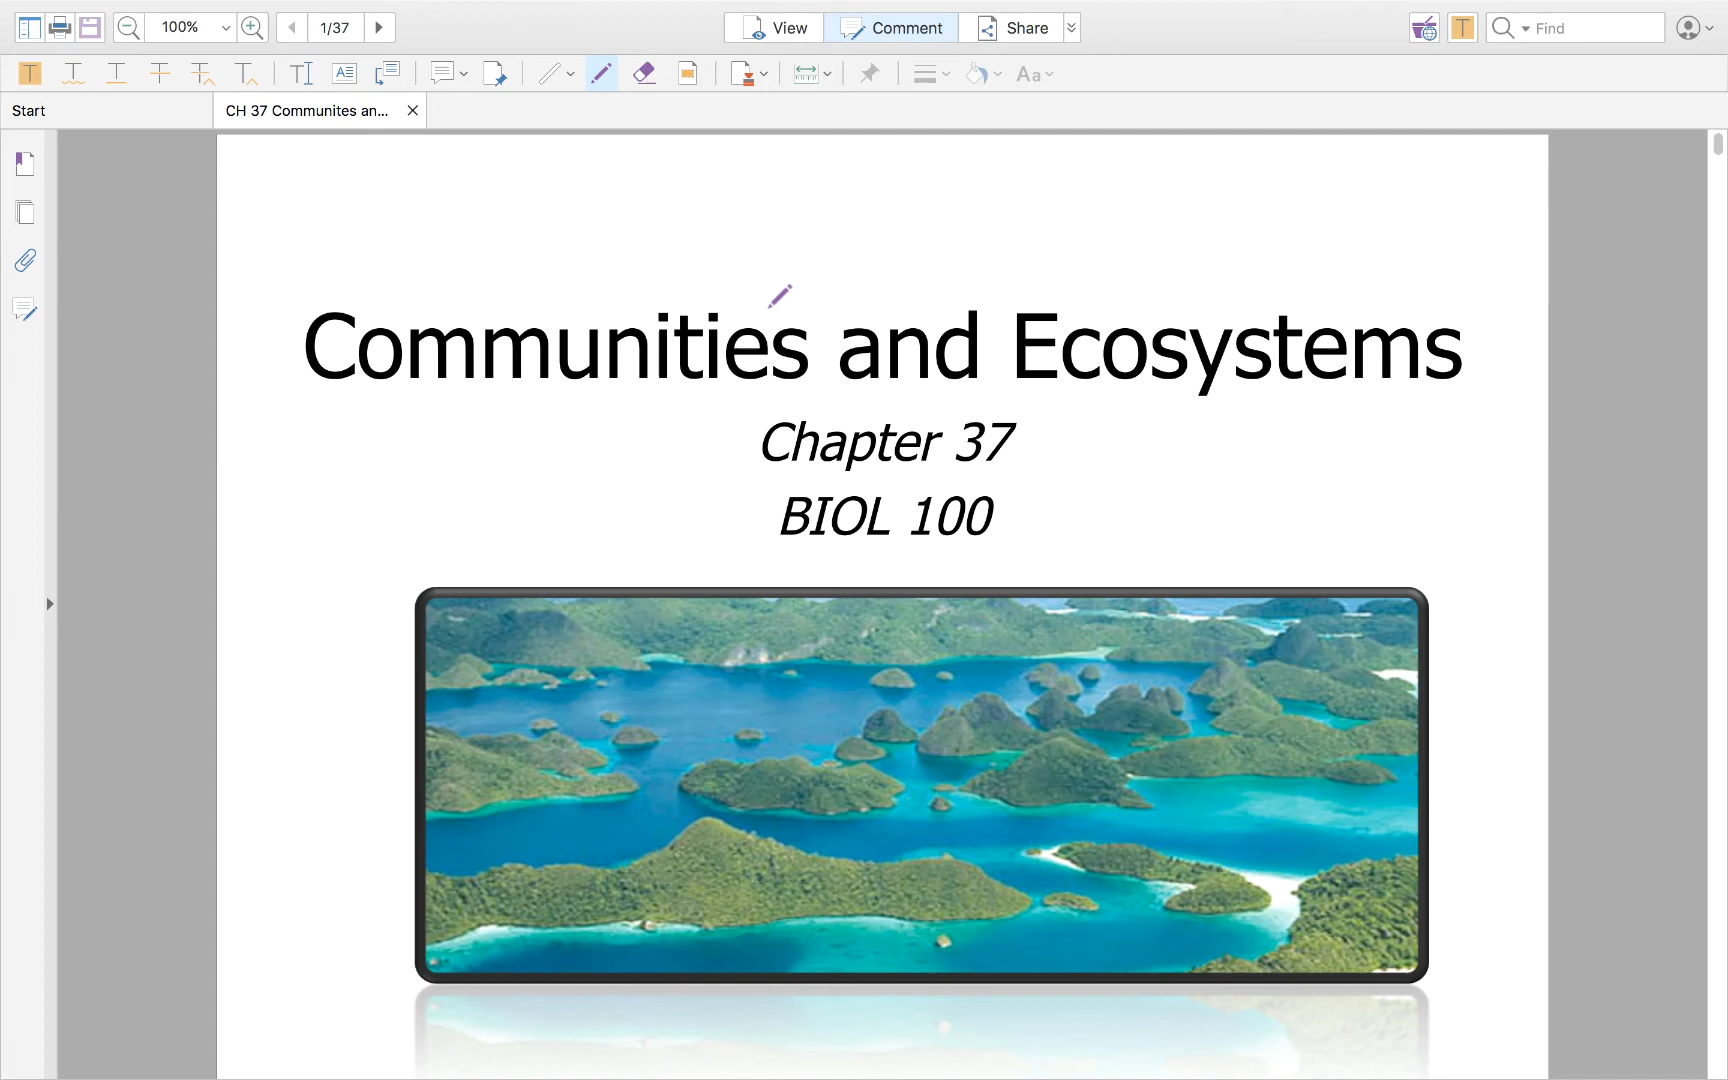 100%
1/37
View
Comment
Share
T
Find
T
T
T
T
T
T
T
A
Aa
Start
CH 37 Communites an...
Communities and Ecosystems
Chapter 37
BIOL 100